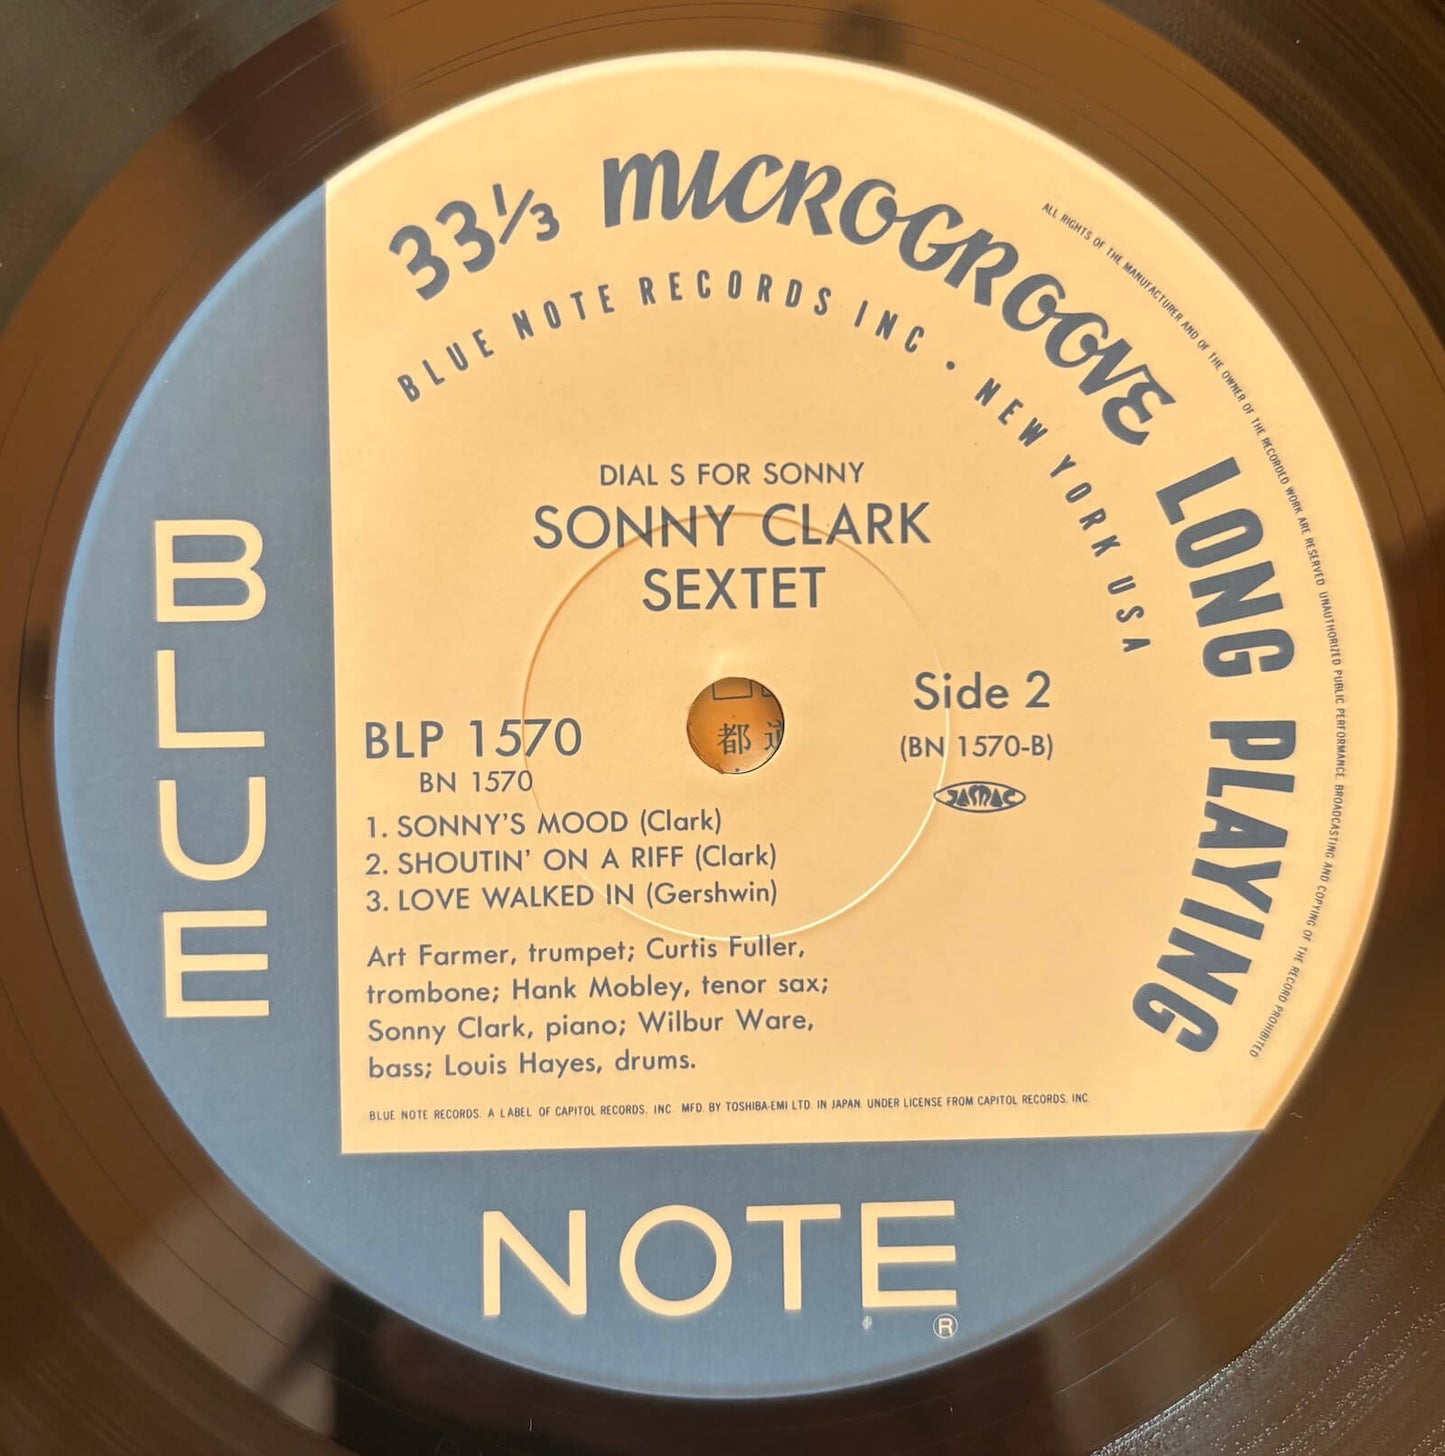 33⅓ MICROGROOVE LONG PLAYING
BLUE NOTE RECORDS INC • NEW YORK USA
ALL RIGHTS OF THE MANUFACTURER AND OF THE OWNER OF THE RECORDED WORK ARE RESERVED UNAUTHORIZED PUBLIC PERFORMANCE BROADCASTING AND COPYING OF THE RECORD PROHIBITED
DIAL S FOR SONNY
SONNY CLARK
SEXTET
BLP 1570
BN 1570
都
Side 2
(BN 1570-B)
JASRAC
1. SONNY'S MOOD (Clark)
2. SHOUTIN' ON A RIFF (Clark)
3. LOVE WALKED IN (Gershwin)
Art Farmer, trumpet; Curtis Fuller,
trombone; Hank Mobley, tenor sax;
Sonny Clark, piano; Wilbur Ware,
bass; Louis Hayes, drums.
BLUE NOTE RECORDS. A LABEL OF CAPITOL RECORDS, INC. MFD. BY TOSHIBA-EMI LTD. IN JAPAN. UNDER LICENSE FROM CAPITOL RECORDS, INC.
BLUE
NOTE
®